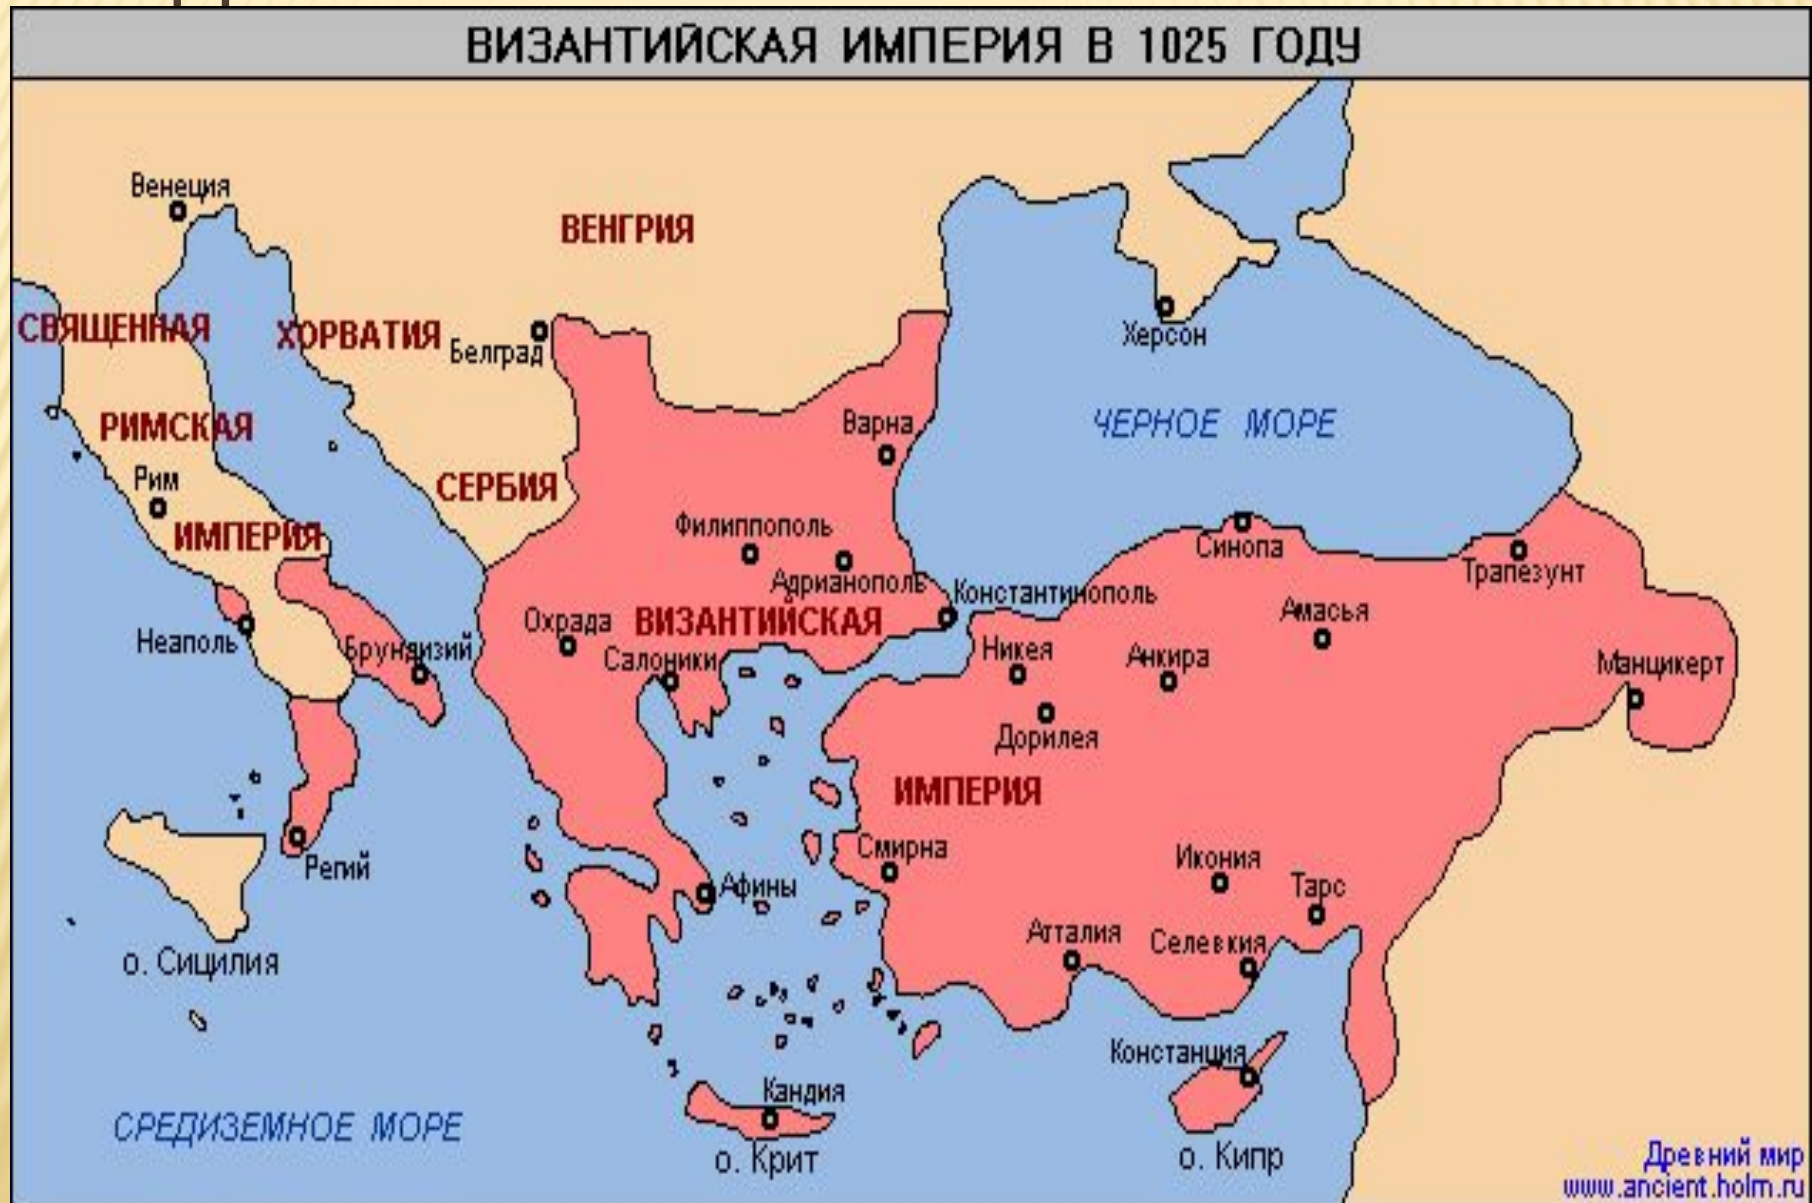 ВИЗАНТИЙСКАЯ ИМПЕРИЯ В 1025 ГОДУ
Венеция
ВЕНГРИЯ
СВЯЩЕННАЯ
ХОРВАТИЯ
Белград
Херсон
РИМСКАЯ
Варна
ЧЕРНОЕ МОРЕ
Рим
СЕРБИЯ
ИМПЕРИЯ
Филиппополь
Синопа
Трапезунт
Адрианополь
Константинополь
Охрада
ВИЗАНТИЙСКАЯ
Амасья
Неаполь
Брундизий
Салоники
Никея
Анкира
Манцикерт
Дорилея
ИМПЕРИЯ
Смирна
Икония
Регий
Афины
Тарс
о. Сицилия
Атталия
Селевкия
Констанция
Кандия
СРЕДИЗЕМНОЕ МОРЕ
о. Крит
о. Кипр
Древний мир
www.ancient.holm.ru